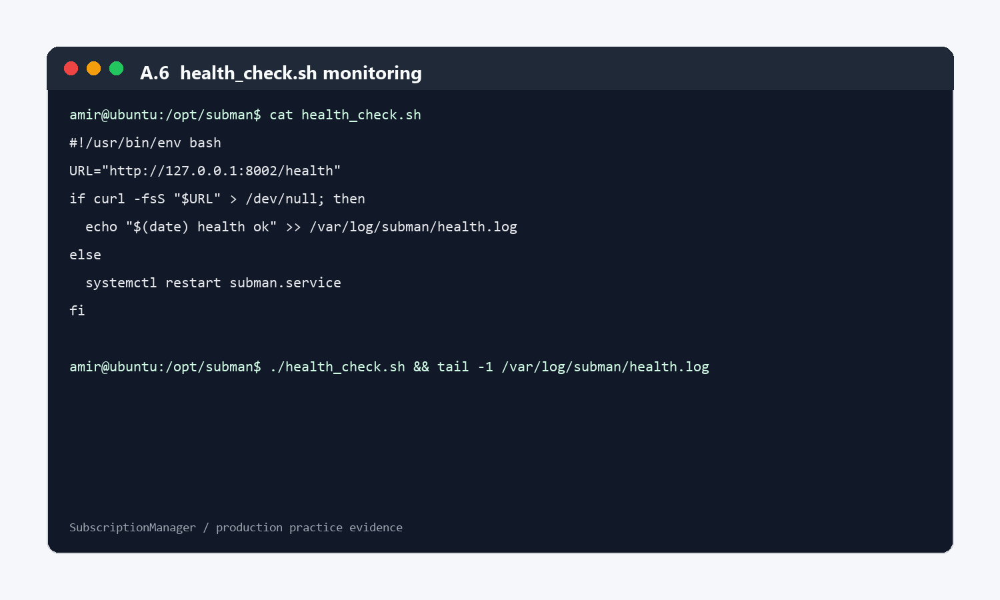 A.6  health_check.sh monitoring
amir@ubuntu:/opt/subman$ cat health_check.sh
#!/usr/bin/env bash
URL="http://127.0.0.1:8002/health"
if curl -fsS "$URL" > /dev/null; then
  echo "$(date) health ok" >> /var/log/subman/health.log
else
  systemctl restart subman.service
fi
amir@ubuntu:/opt/subman$ ./health_check.sh && tail -1 /var/log/subman/health.log
SubscriptionManager / production practice evidence